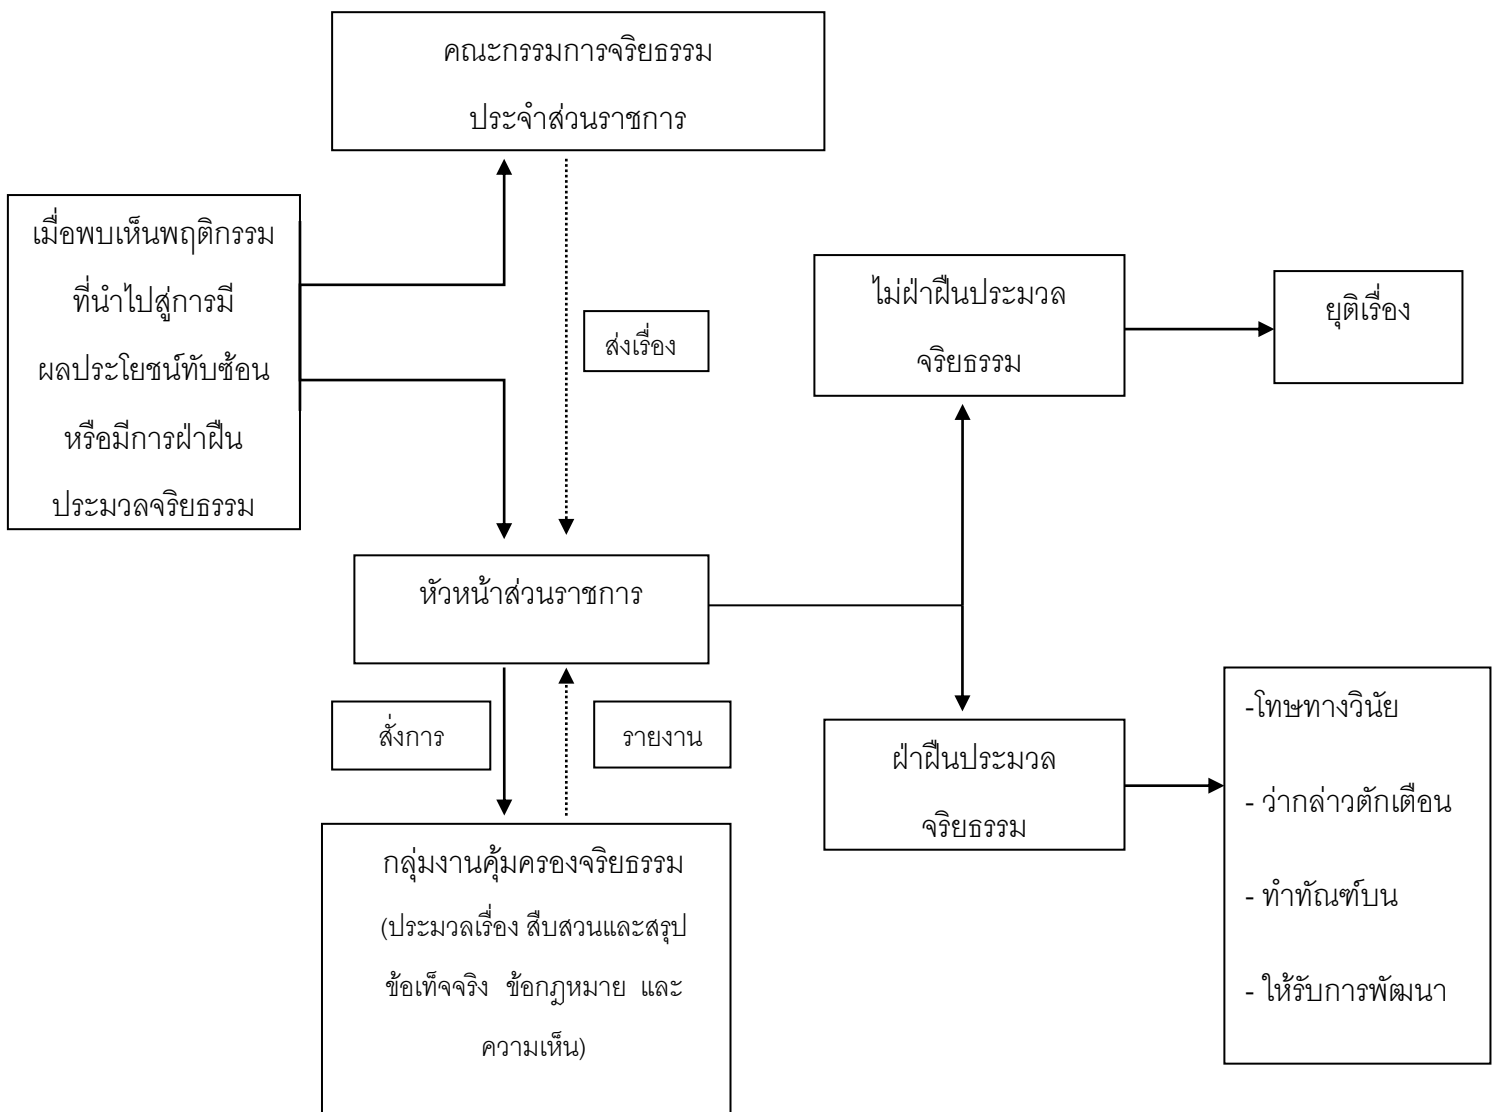 คณะกรรมการจริยธรรม
ประจำส่วนราชการ
เมื่อพบเห็นพฤติกรรม
ที่นำไปสู่การมี
ผลประโยชน์ทับซ้อน
หรือมีการฝ่าฝืน
ประมวลจริยธรรม
ส่งเรื่อง
ไม่ฝ่าฝืนประมวล
จริยธรรม
ยุติเรื่อง
หัวหน้าส่วนราชการ
สั่งการ
รายงาน
ฝ่าฝืนประมวล
จริยธรรม
-โทษทางวินัย
- ว่ากล่าวตักเตือน
- ทำทัณฑ์บน
- ให้รับการพัฒนา
กลุ่มงานคุ้มครองจริยธรรม
(ประมวลเรื่อง สืบสวนและสรุป
ข้อเท็จจริง ข้อกฎหมาย และ
ความเห็น)